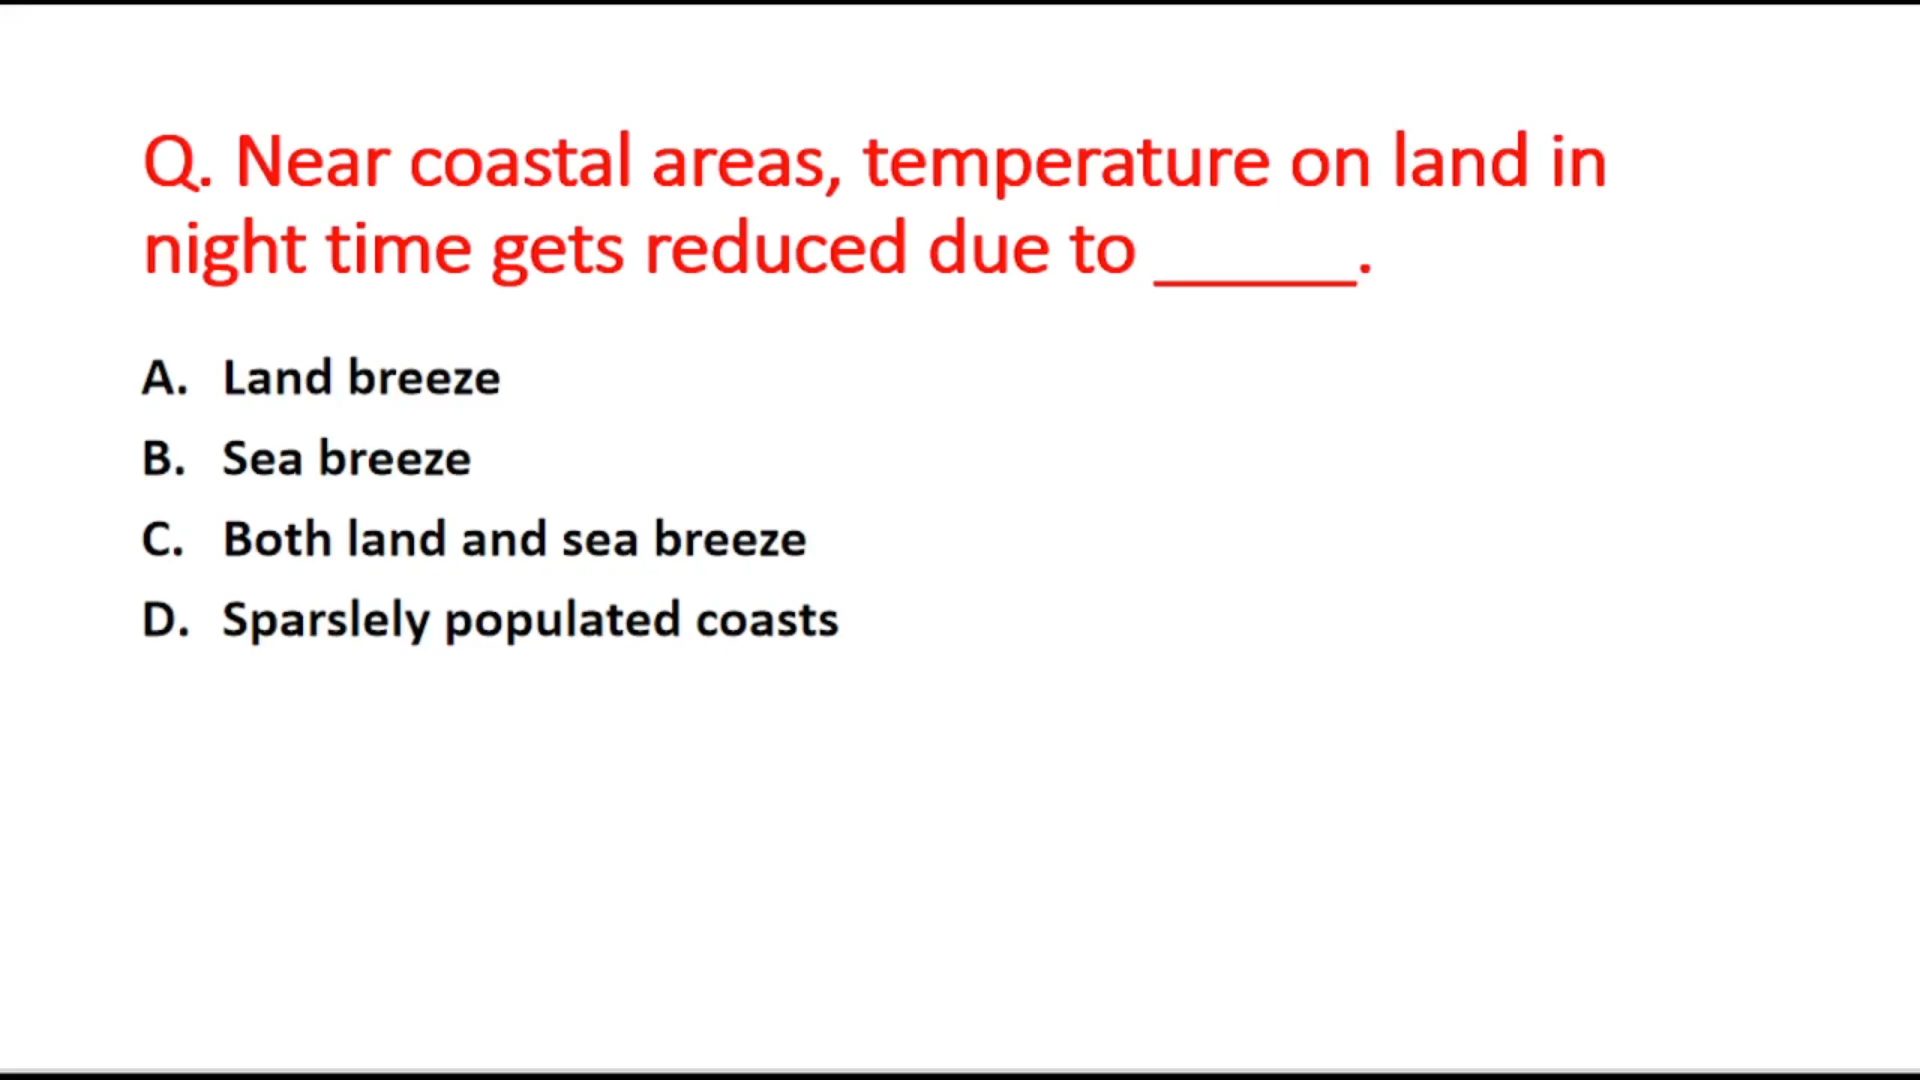 Q. Near coastal areas, temperature on land in
night time gets reduced due to ______.
A. Land breeze
B. Sea breeze
C. Both land and sea breeze
D. Sparslely populated coasts